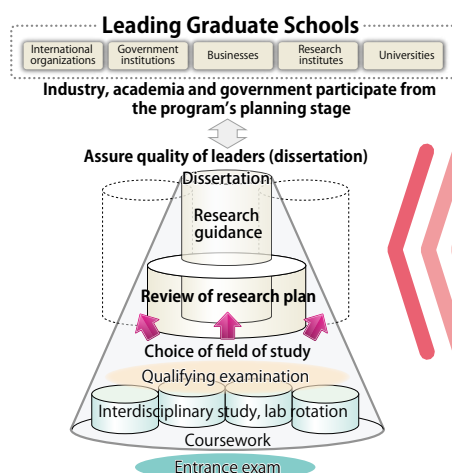 Leading Graduate Schools
International
organizations
Government
institutions
Businesses
Research
institutes
Universities
Industry, academia and government participate from
the program's planning stage
Assure quality of leaders (dissertation)
Dissertation
Research
guidance
Review of research plan
Choice of field of study
Qualifying examination
Interdisciplinary study, lab rotation
Coursework
Entrance exam